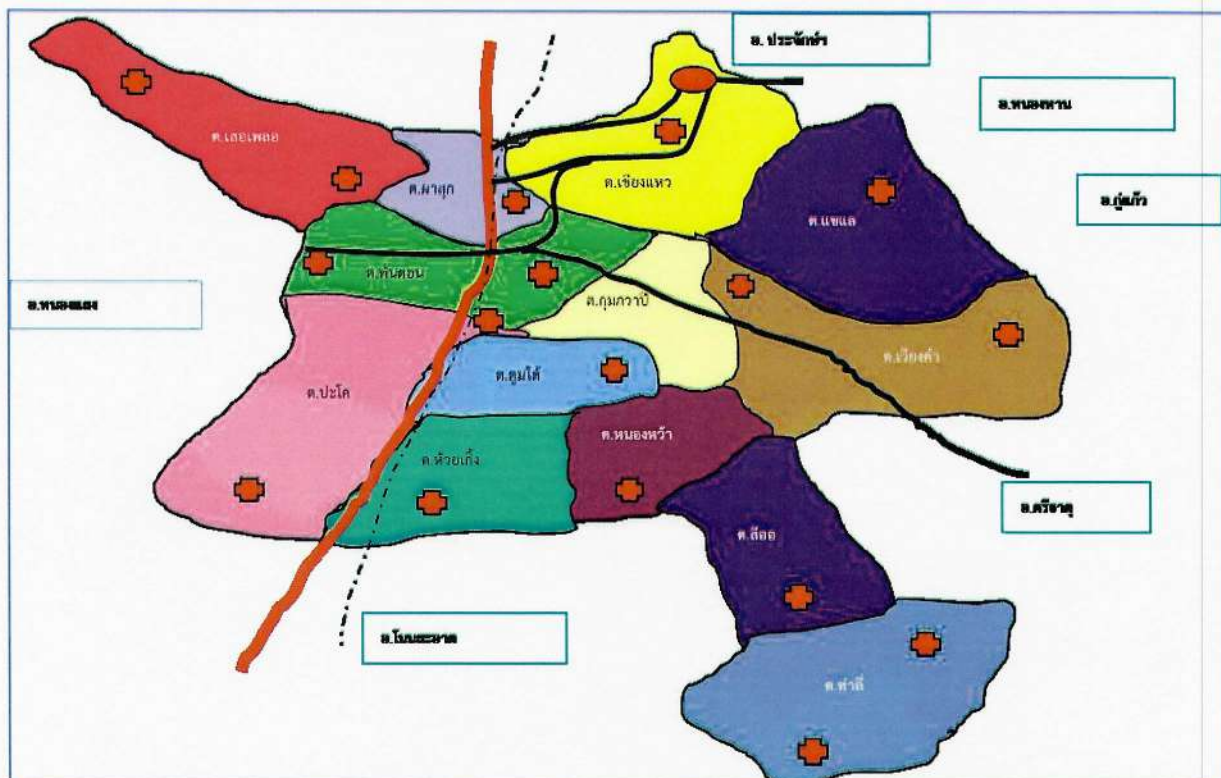 อ. ประจักษ์ฯ
อ.หนองหาน
ต.เสอเพลอ
ต.ผาสุก
ต.เชียงแหว
อ.กู่แก้ว
ต.แชแล
ต.พันดอน
ต.กุมภวาปี
อ.หนองแสง
ต.เวียงคำ
ต.ตูมใต้
ต.ปะโค
ต.หนองหว้า
ต.ห้วยเกิ้ง
อ.ศรีธาตุ
ต.สีออ
อ.โนนสะอาด
ต.ท่าลี่